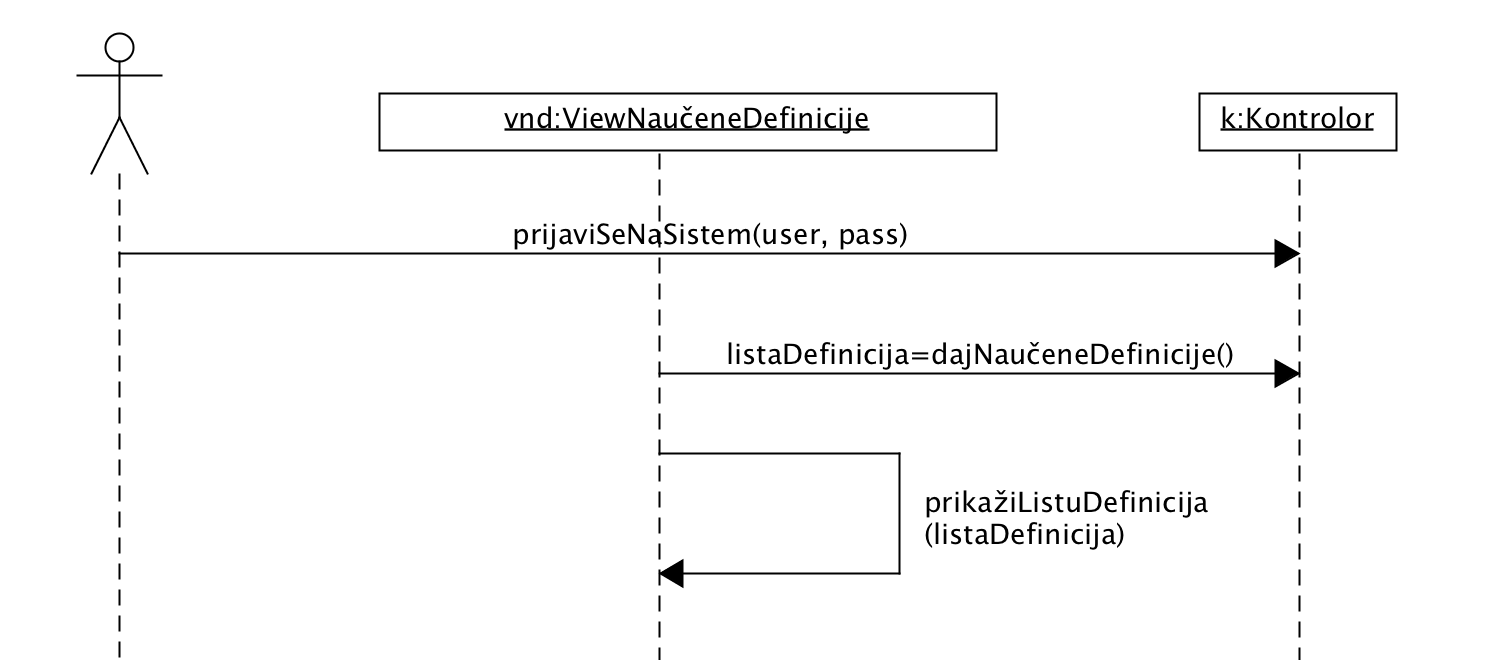 vnd:ViewNaučeneDefinicije
k:Kontrolor
prijaviSeNaSistem(user, pass)
listaDefinicija=dajNaučeneDefinicije()
prikažiListuDefinicija
(listaDefinicija)